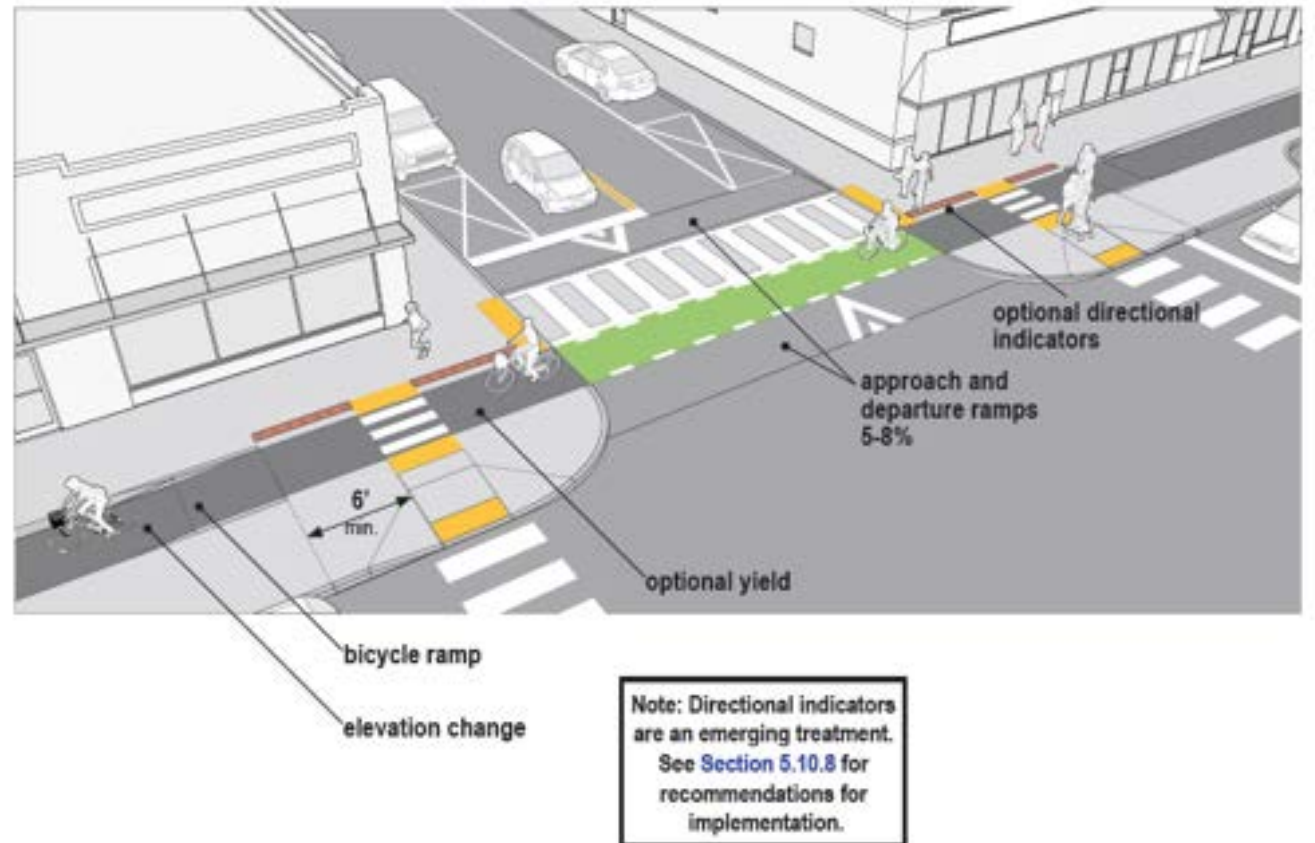 optional directional
indicators
approach and
departure ramps
5-8%
6'
min.
optional yield
bicycle ramp
elevation change
Note: Directional indicators
are an emerging treatment.
See Section 5.10.8 for
recommendations for
implementation.